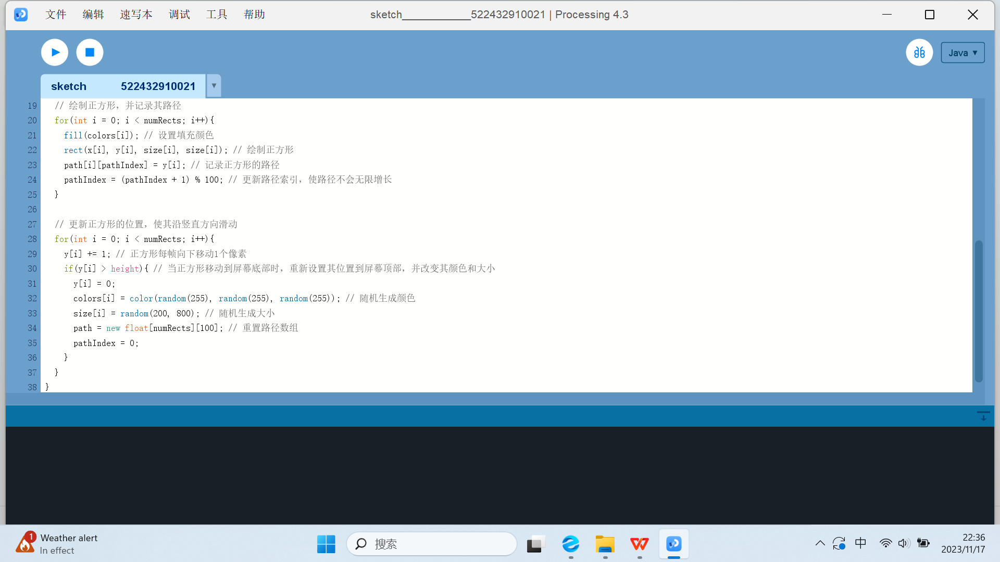 文件 编辑 速写本 调试 工具 帮助 sketch____________522432910021 | Processing 4.3
Java ▼
sketch 522432910021 ▼
19 // 绘制正方形，并记录其路径
20 for(int i = 0; i < numRects; i++){
21 fill(colors[i]); // 设置填充颜色
22 rect(x[i], y[i], size[i], size[i]); // 绘制正方形
23 path[i][pathIndex] = y[i]; // 记录正方形的路径
24 pathIndex = (pathIndex + 1) % 100; // 更新路径索引，使路径不会无限增长
25 }
26
27 // 更新正方形的位置，使其沿竖直方向滑动
28 for(int i = 0; i < numRects; i++){
29 y[i] += 1; // 正方形每帧向下移动1个像素
30 if(y[i] > height){ // 当正方形移动到屏幕底部时，重新设置其位置到屏幕顶部，并改变其颜色和大小
31 y[i] = 0;
32 colors[i] = color(random(255), random(255), random(255)); // 随机生成颜色
33 size[i] = random(200, 800); // 随机生成大小
34 path = new float[numRects][100]; // 重置路径数组
35 pathIndex = 0;
36 }
37 }
38 }
1 Weather alert
In effect
搜索
中
22:36
2023/11/17